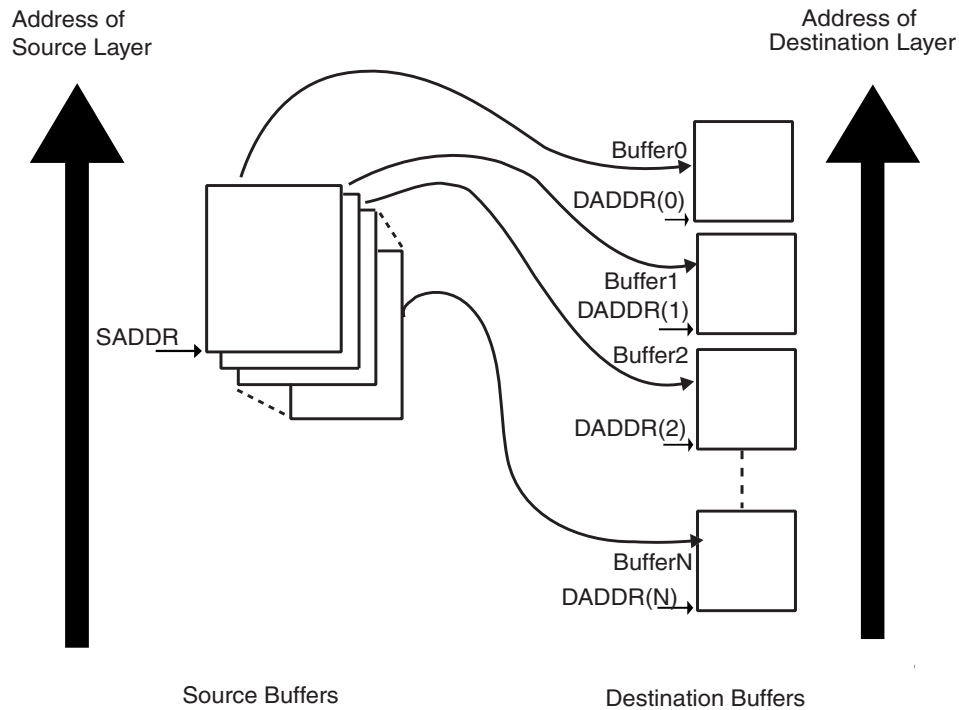 Address of
Source Layer
Address of
Destination Layer
Buffer0
DADDR(0)
Buffer1
DADDR(1)
SADDR
Buffer2
DADDR(2)
BufferN
DADDR(N)
Source Buffers
Destination Buffers